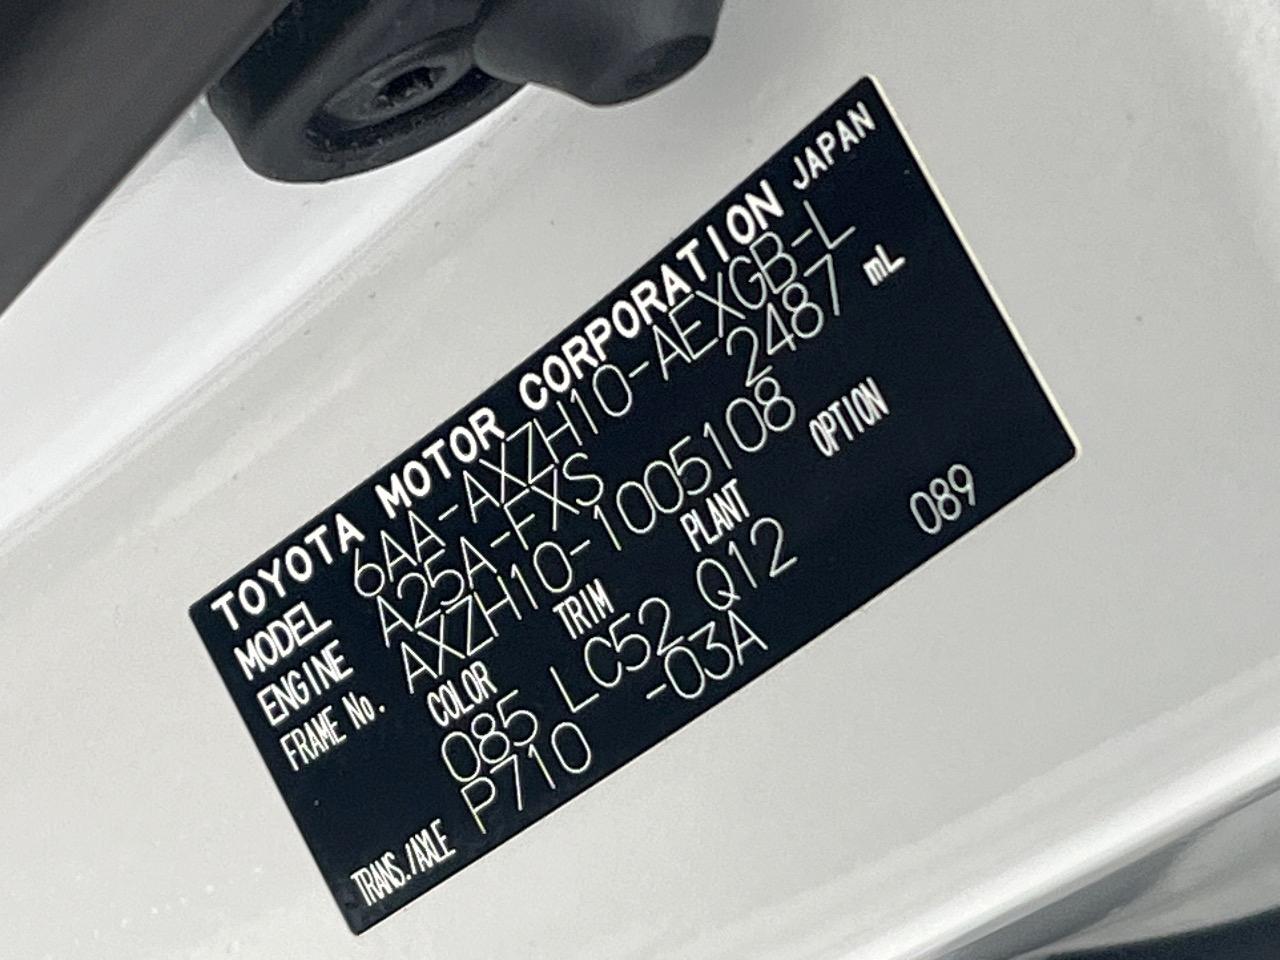 TOYOTA MOTOR CORPORATION JAPAN
MODEL 6AA-AXZH10-AEXGB-L
ENGINE A25A-FXS 2487 mL
FRAME No. AXZH10-1005108
COLOR TRIM PLANT OPTION
085 LC52 Q12 089
TRANS./AXLE P710 -03A